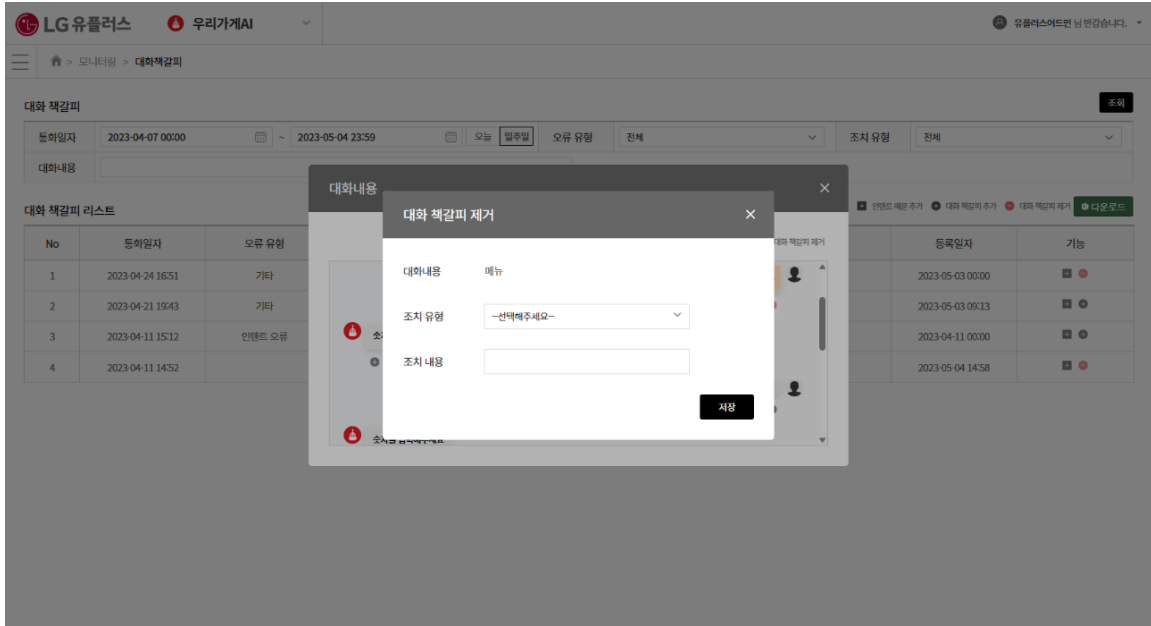 LG유플러스 우리가게AI 유플러스어드민 님 반갑습니다.
> 모니터링 > 대화책갈피
대화 책갈피 조회
통화일자 2023-04-07 00:00 ~ 2023-05-04 23:59 오늘 일주일 오류 유형 전체 조치 유형 전체
대화내용
대화내용 ×
대화 책갈피 리스트 인텐트 예문 추가 대화 책갈피 추가 대화 책갈피 제거 다운로드
대화 책갈피 제거 ×
No 통화일자 오류 유형 대화 책갈피 제거 등록일자 기능
대화내용 메뉴
1 2023-04-24 16:51 기타 2023-05-03 00:00
2 2023-04-21 19:43 기타 2023-05-03 09:13
조치 유형 --선택해주세요--
3 2023-04-11 15:12 인텐트 오류 2023-04-11 00:00
조치 내용
4 2023-04-11 14:52 2023-05-04 14:58
저장